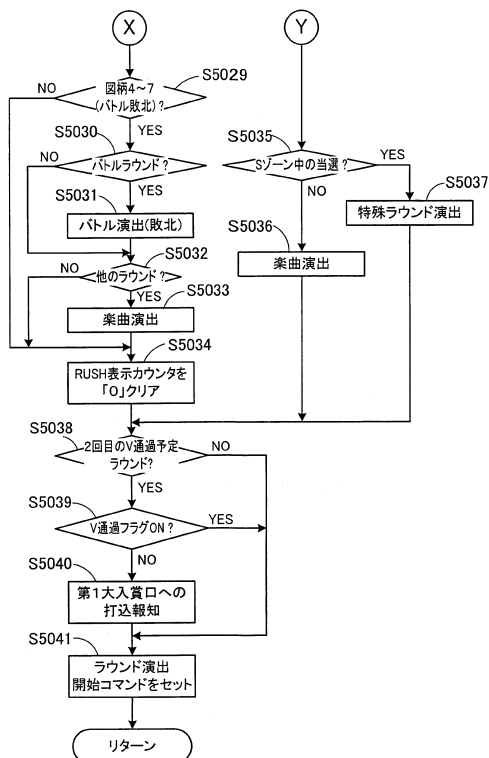 X
Y
S5029
NO
図柄4～7
(バトル敗北)?
YES
S5030
NO
バトルラウンド?
YES
S5031
バトル演出(敗北)
S5032
NO
他のラウンド?
YES
S5033
楽曲演出
S5034
RUSH表示カウンタを
「0」クリア
S5035
Sゾーン中の当選?
YES
NO
S5037
特殊ラウンド演出
S5036
楽曲演出
S5038
2回目のV通過予定
ラウンド?
NO
YES
S5039
V通過フラグON?
YES
NO
S5040
第1大入賞口への
打込報知
S5041
ラウンド演出
開始コマンドをセット
リターン